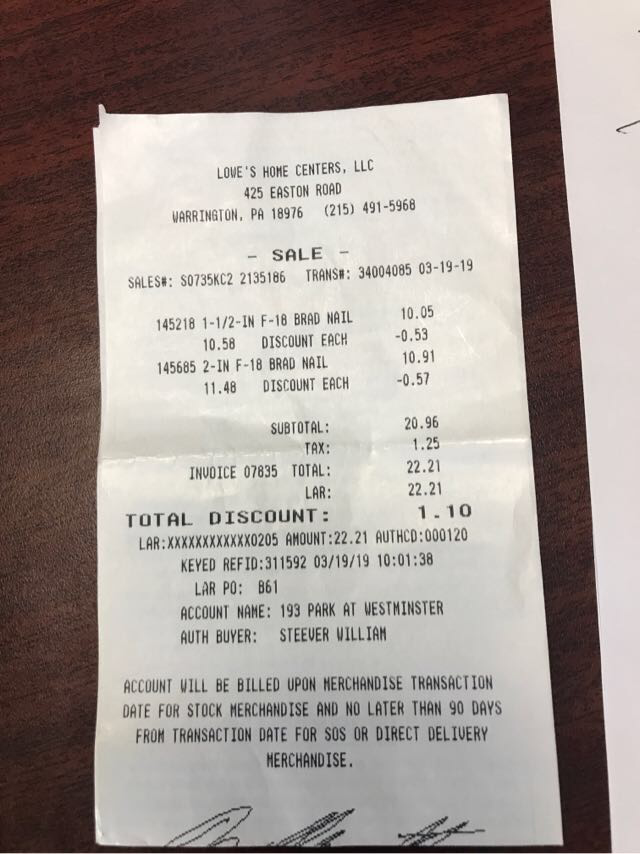 LOWE'S HOME CENTERS, LLC
425 EASTON ROAD
WARRINGTON, PA 18976 (215) 491-5968
- SALE -
SALES#: S0735KC2 2135186 TRANS#: 34004085 03-19-19
145218 1-1/2-IN F-18 BRAD NAIL 10.05
10.58 DISCOUNT EACH -0.53
145685 2-IN F-18 BRAD NAIL 10.91
11.48 DISCOUNT EACH -0.57
SUBTOTAL: 20.96
TAX: 1.25
INVOICE 07835 TOTAL: 22.21
LAR: 22.21
TOTAL DISCOUNT: 1.10
LAR:XXXXXXXXXXXX0205 AMOUNT:22.21 AUTHCD:000120
KEYED REFID:311592 03/19/19 10:01:38
LAR PO: B61
ACCOUNT NAME: 193 PARK AT WESTMINSTER
AUTH BUYER: STEEVER WILLIAM
ACCOUNT WILL BE BILLED UPON MERCHANDISE TRANSACTION
DATE FOR STOCK MERCHANDISE AND NO LATER THAN 90 DAYS
FROM TRANSACTION DATE FOR SOS OR DIRECT DELIVERY
MERCHANDISE.